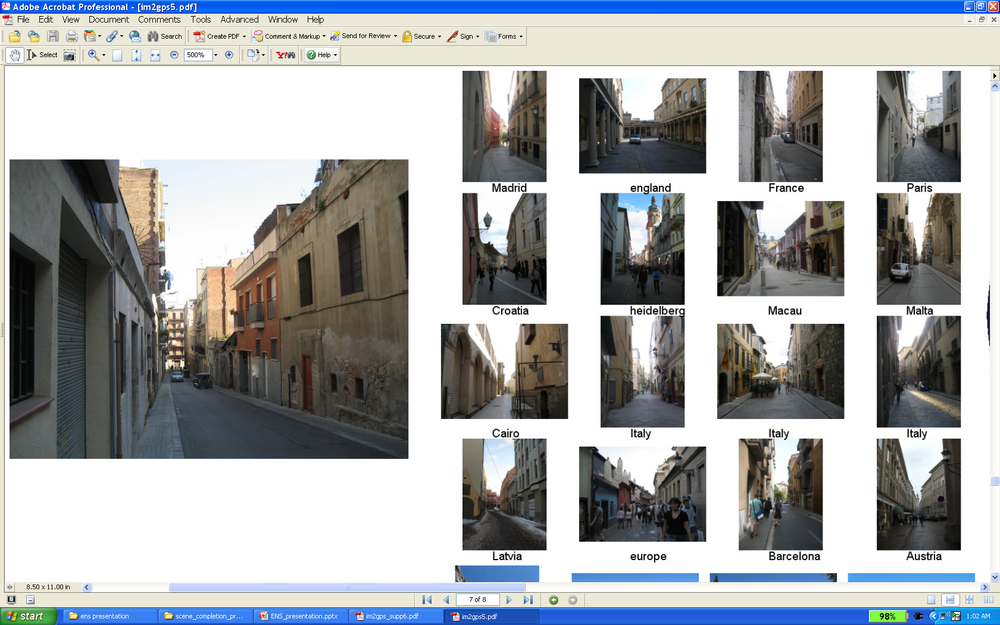 Adobe Acrobat Professional - [im2gps5.pdf]
File Edit View Document Comments Tools Advanced Window Help
Search Create PDF Comment & Markup Send for Review Secure Sign Forms
Select 500% Y! Help
Madrid england France Paris
Croatia heidelberg Macau Malta
Cairo Italy Italy Italy
Latvia europe Barcelona Austria
8.50 x 11.00 in
7 of 8
start ens presentation scene_completion_pr... ENS_presentation.pptx im2gps_supp6.pdf im2gps5.pdf 98% 1:02 AM